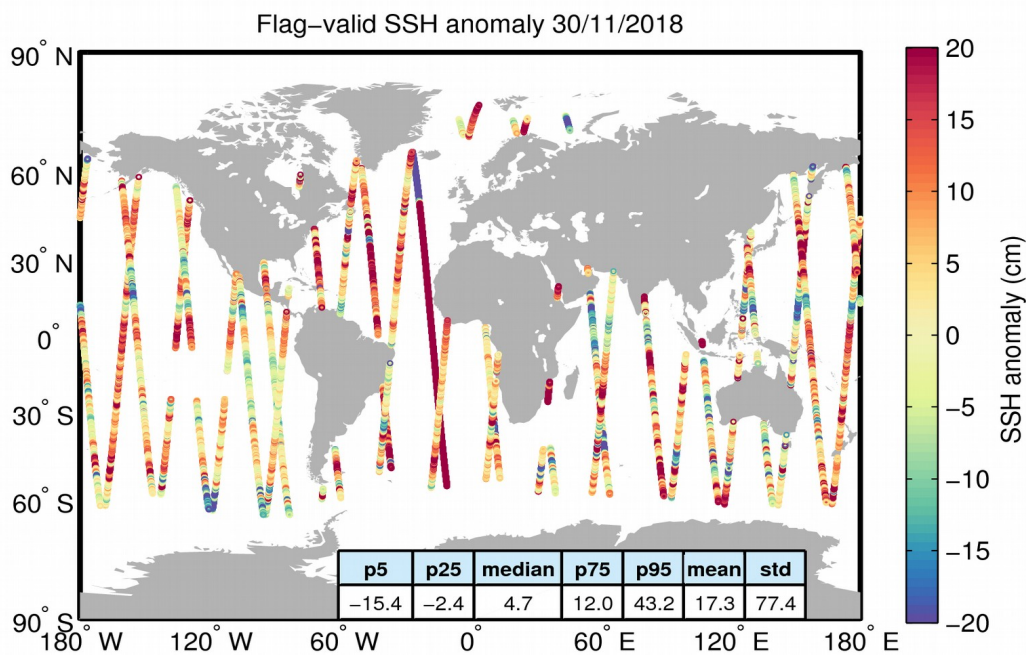 Flag−valid SSH anomaly 30/11/2018
90° N
60° N
30° N
0°
30° S
60° S
90° S
180° W
120° W
60° W
0°
60° E
120° E
180° E
p5 p25 median p75 p95 mean std
−15.4 −2.4 4.7 12.0 43.2 17.3 77.4
20
15
10
5
0
−5
−10
−15
−20
SSH anomaly (cm)